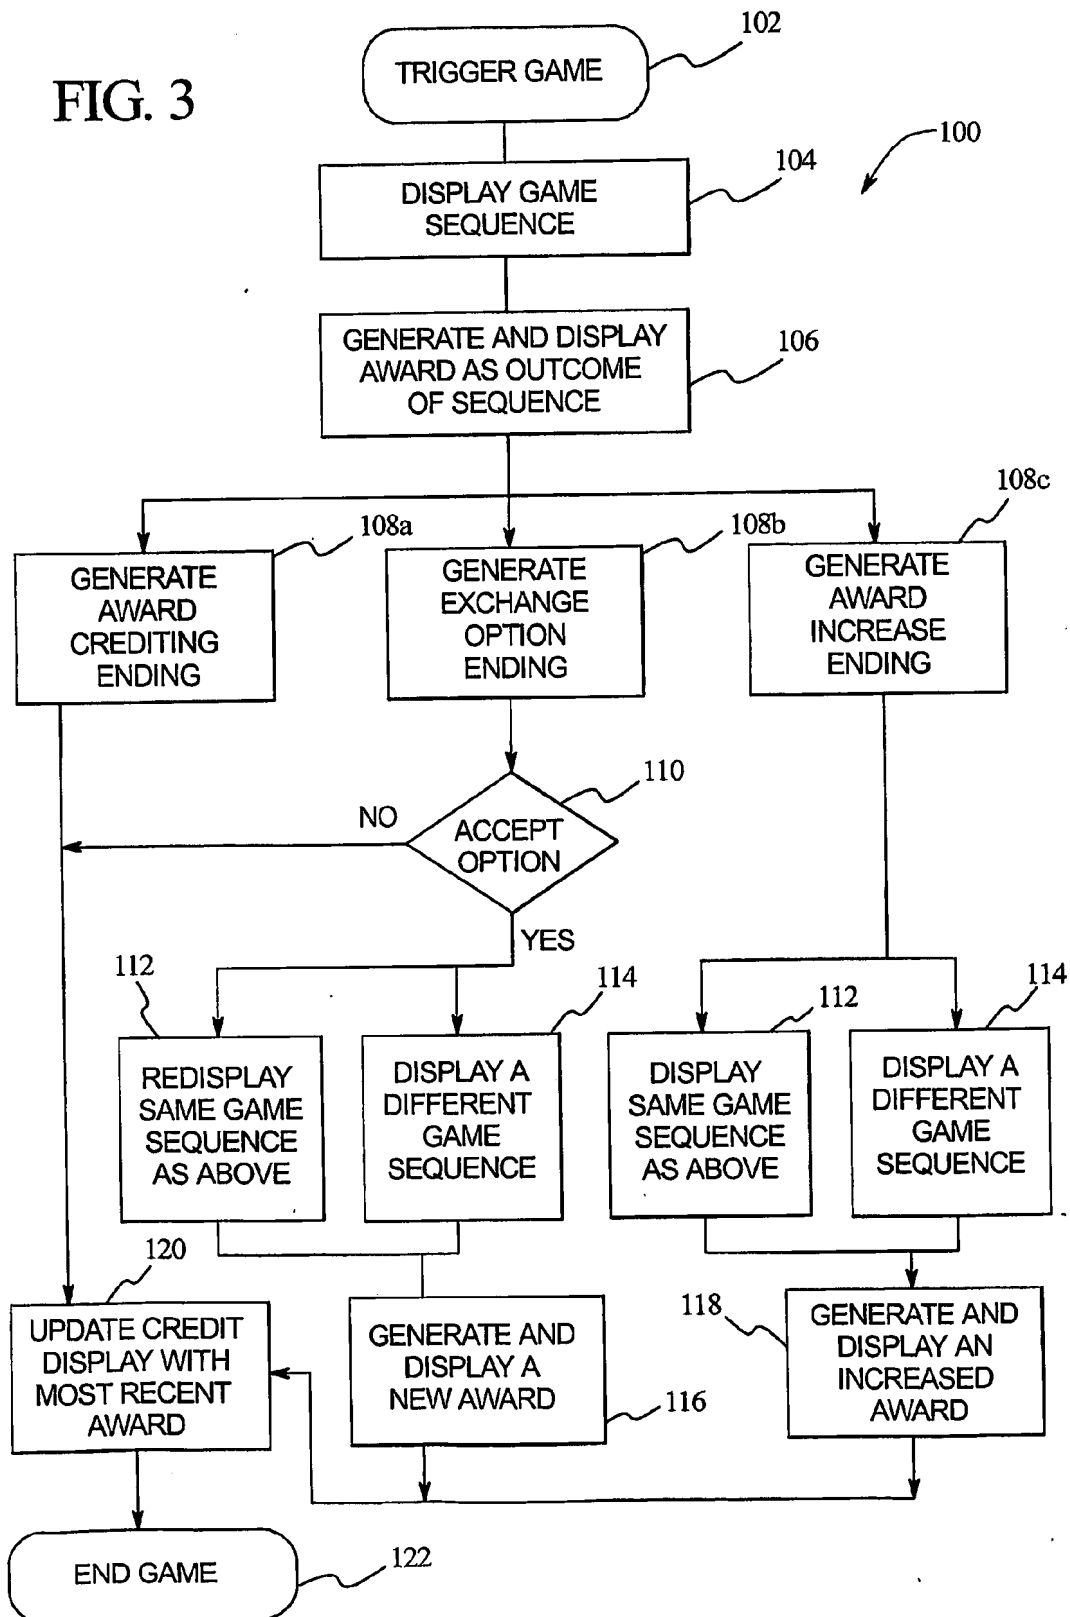 FIG. 3
TRIGGER GAME
102
100
DISPLAY GAME
SEQUENCE
104
GENERATE AND DISPLAY
AWARD AS OUTCOME
OF SEQUENCE
106
108a
GENERATE
AWARD
CREDITING
ENDING
108b
GENERATE
EXCHANGE
OPTION
ENDING
108c
GENERATE
AWARD
INCREASE
ENDING
110
NO
ACCEPT
OPTION
YES
112
REDISPLAY
SAME GAME
SEQUENCE
AS ABOVE
114
DISPLAY A
DIFFERENT
GAME
SEQUENCE
112
DISPLAY
SAME GAME
SEQUENCE
AS ABOVE
114
DISPLAY A
DIFFERENT
GAME
SEQUENCE
120
UPDATE CREDIT
DISPLAY WITH
MOST RECENT
AWARD
GENERATE AND
DISPLAY A
NEW AWARD
116
118
GENERATE AND
DISPLAY AN
INCREASED
AWARD
END GAME
122